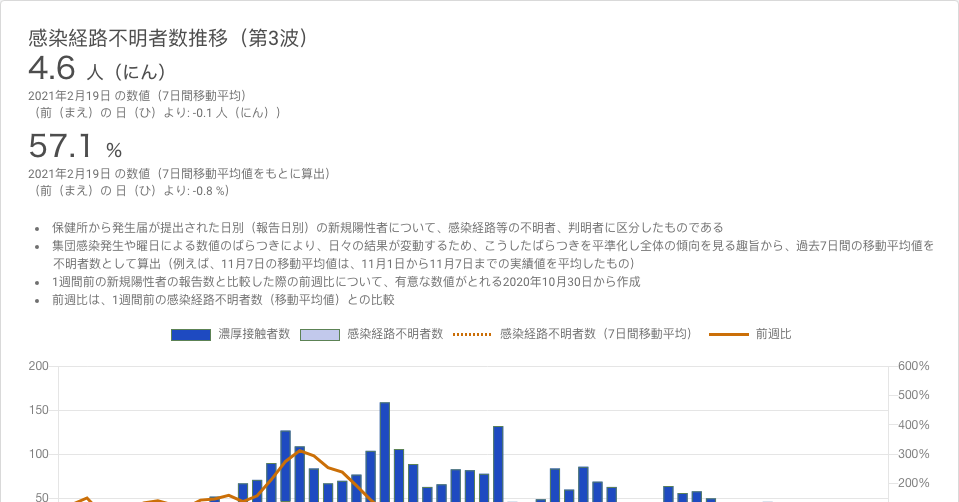 感染経路不明者数推移（第3波）
4.6 人（にん）
2021年2月19日 の数値（7日間移動平均）
（前（まえ）の 日（ひ）より: -0.1 人（にん））
57.1 %
2021年2月19日 の数値（7日間移動平均値をもとに算出）
（前（まえ）の 日（ひ）より: -0.8 %）
• 保健所から発生届が提出された日別（報告日別）の新規陽性者について、感染経路等の不明者、判明者に区分したものである
• 集団感染発生や曜日による数値のばらつきにより、日々の結果が変動するため、こうしたばらつきを平準化し全体の傾向を見る趣旨から、過去7日間の移動平均値を
不明者数として算出（例えば、11月7日の移動平均値は、11月1日から11月7日までの実績値を平均したもの）
• 1週間前の新規陽性者の報告数と比較した際の前週比について、有意な数値がとれる2020年10月30日から作成
• 前週比は、1週間前の感染経路不明者数（移動平均値）との比較
濃厚接触者数 感染経路不明者数 感染経路不明者数（7日間移動平均） 前週比
200 600%
500%
150
400%
100 300%
200%
50